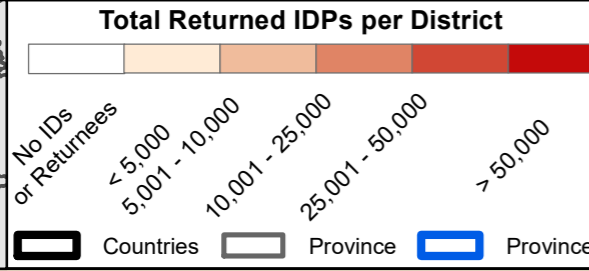 Total Returned IDPs per District
No IDs
or Returnees
< 5,000
5,001 - 10,000
10,001 - 25,000
25,001 - 50,000
> 50,000
Countries Province Province